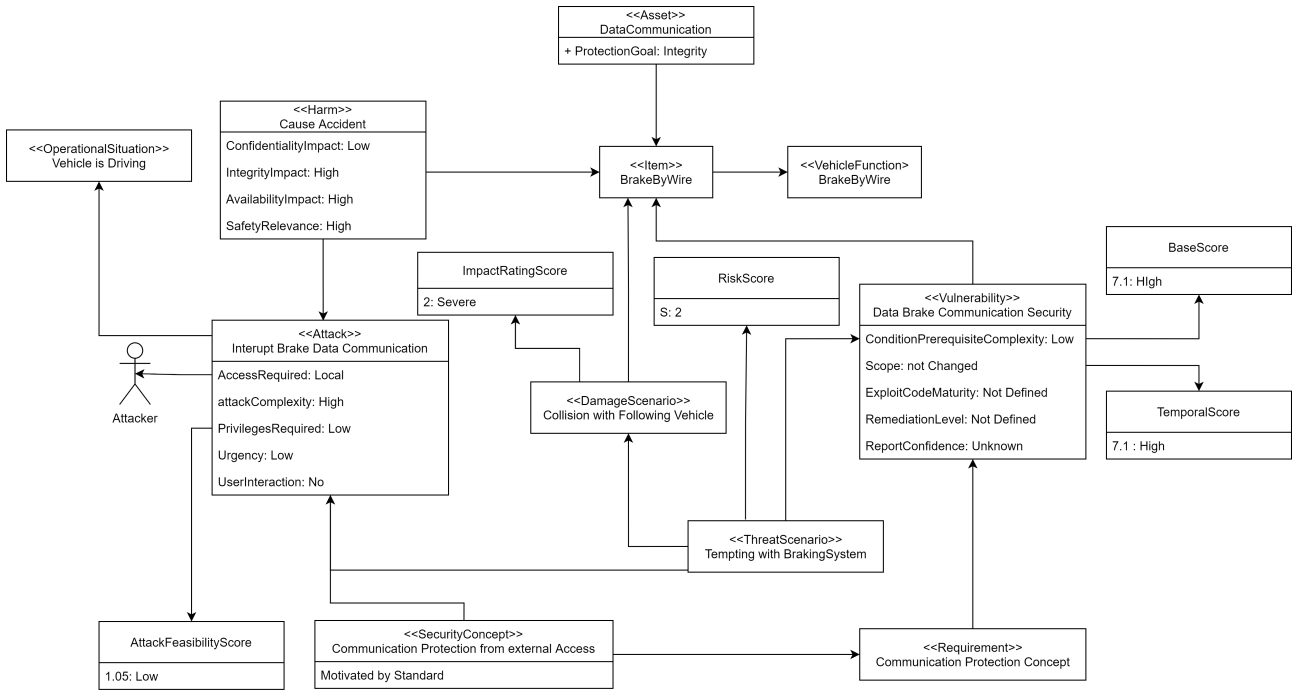 <<Asset>>
DataCommunication
+ ProtectionGoal: Integrity
<<Harm>>
Cause Accident
ConfidentialityImpact: Low
IntegrityImpact: High
AvailabilityImpact: High
SafetyRelevance: High
<<OperationalSituation>>
Vehicle is Driving
<<Item>>
BrakeByWire
<<VehicleFunction>
BrakeByWire
ImpactRatingScore
2: Severe
RiskScore
S: 2
BaseScore
7.1: HIgh
<<Vulnerability>>
Data Brake Communication Security
ConditionPrerequisiteComplexity: Low
Scope: not Changed
ExploitCodeMaturity: Not Defined
RemediationLevel: Not Defined
ReportConfidence: Unknown
<<Attack>>
Interupt Brake Data Communication
AccessRequired: Local
attackComplexity: High
PrivilegesRequired: Low
Urgency: Low
UserInteraction: No
Attacker
<<DamageScenario>>
Collision with Following Vehicle
TemporalScore
7.1 : High
<<ThreatScenario>>
Tempting with BrakingSystem
AttackFeasibilityScore
1.05: Low
<<SecurityConcept>>
Communication Protection from external Access
Motivated by Standard
<<Requirement>>
Communication Protection Concept